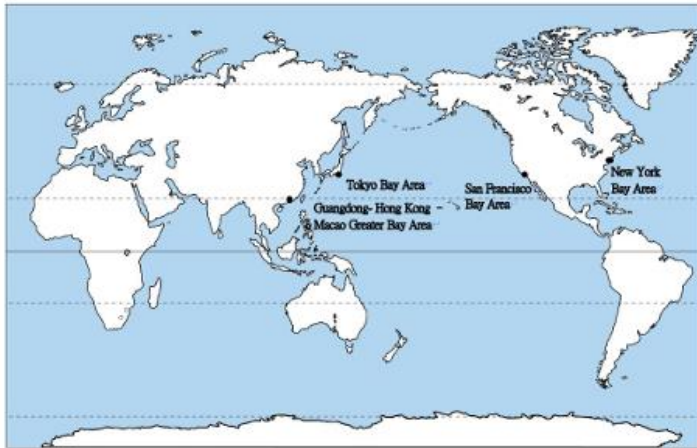 Tokyo Bay Area
Guangdong- Hong Kong -
Macao Greater Bay Area
San Francisco
Bay Area
New York
Bay Area